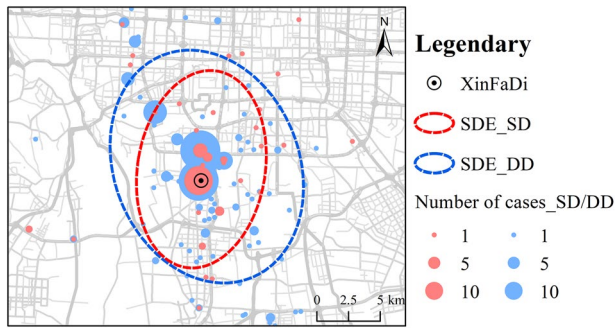 N
0 2.5 5 km
Legendary
XinFaDi
SDE_SD
SDE_DD
Number of cases_SD/DD
1 1
5 5
10 10